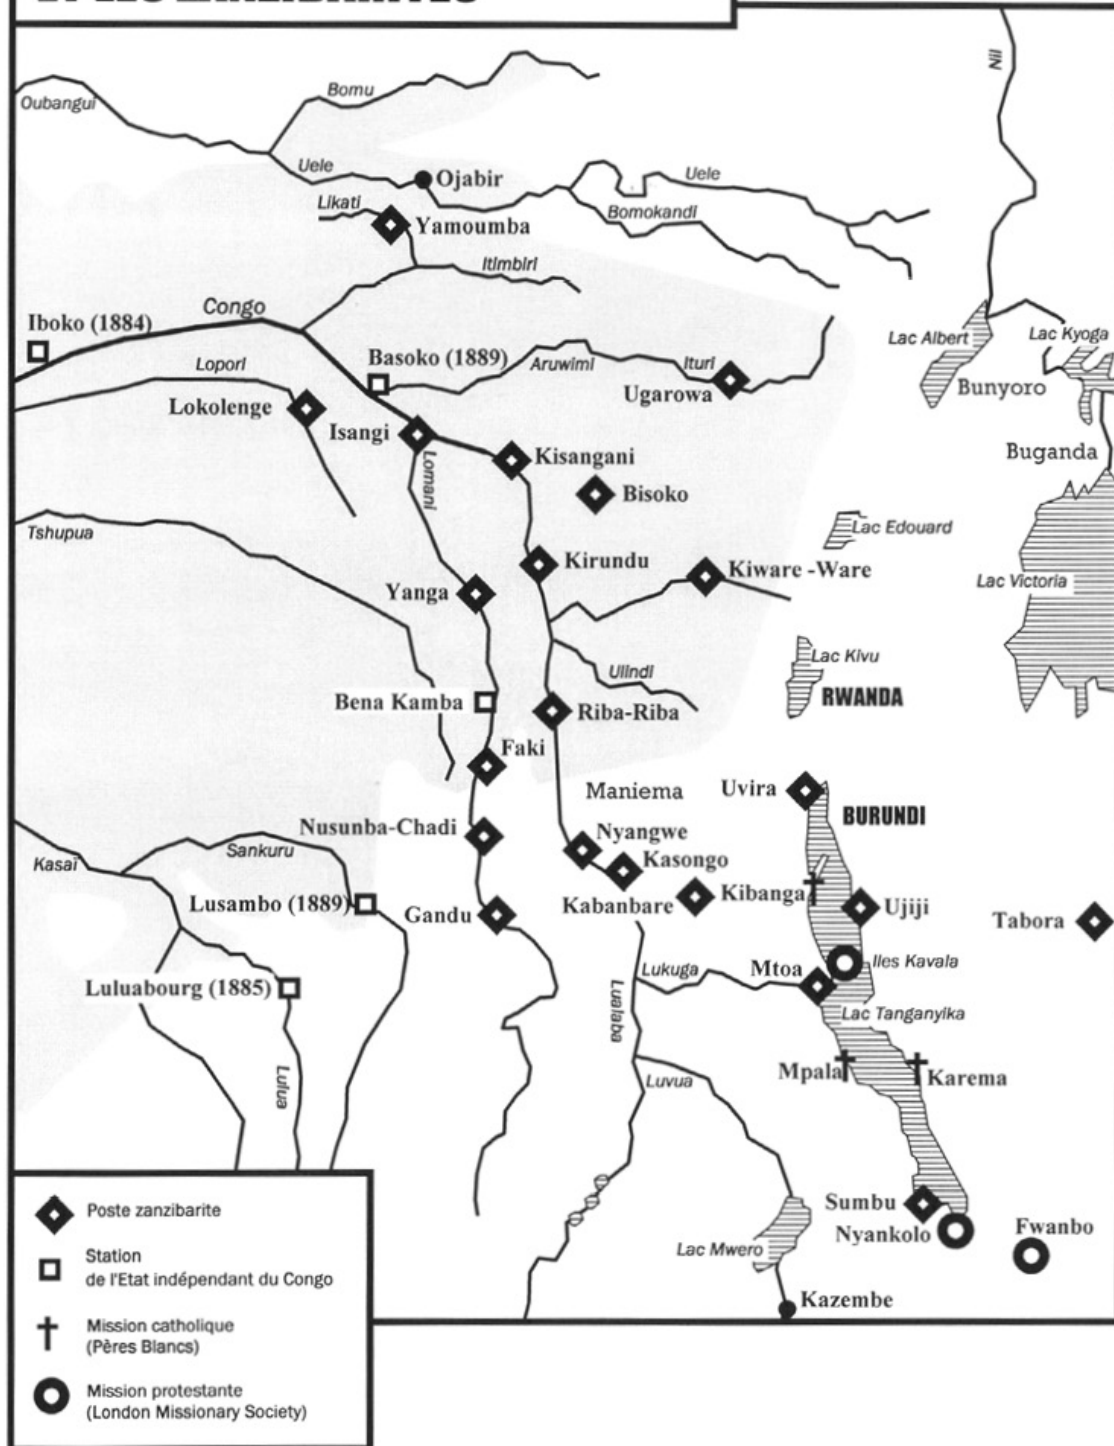 Nil
Bomu
Oubangui
Uele
Ojabir
Uele
Likati
Bomokandi
Yamoumba
Itimbiri
Congo
Iboko (1884)
Lac Albert
Lac Kyoga
Basoko (1889)
Lopori
Aruwimi
Ituri
Bunyoro
Ugarowa
Lokolenge
Isangi
Buganda
Kisangani
Lomani
Bisoko
Tshupua
Lac Edouard
Kirundu
Kiware -Ware
Lac Victoria
Yanga
Lac Kivu
Ulindi
RWANDA
Bena Kamba
Riba-Riba
Faki
Maniema
Uvira
BURUNDI
Nusunba-Chadi
Nyangwe
Sankuru
Kasaï
Kasongo
Lusambo (1889)
Gandu
Kabanbare
Kibanga
Ujiji
Tabora
Iles Kavala
Mtoa
Lukuga
Luluabourg (1885)
Lualaba
Lac Tanganyika
Mpala
Karema
Lulua
Luvua
Sumbu
Nyankolo
Fwanbo
Lac Mwero
Kazembe
Poste zanzibarite
Station
de l'Etat indépendant du Congo
Mission catholique
(Pères Blancs)
Mission protestante
(London Missionary Society)